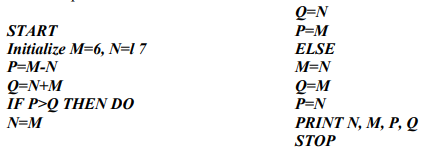 START
Initialize M=6, N=l 7
P=M-N
Q=N+M
IF P>Q THEN DO
N=M
Q=N
P=M
ELSE
M=N
Q=M
P=N
PRINT N, M, P, Q
STOP